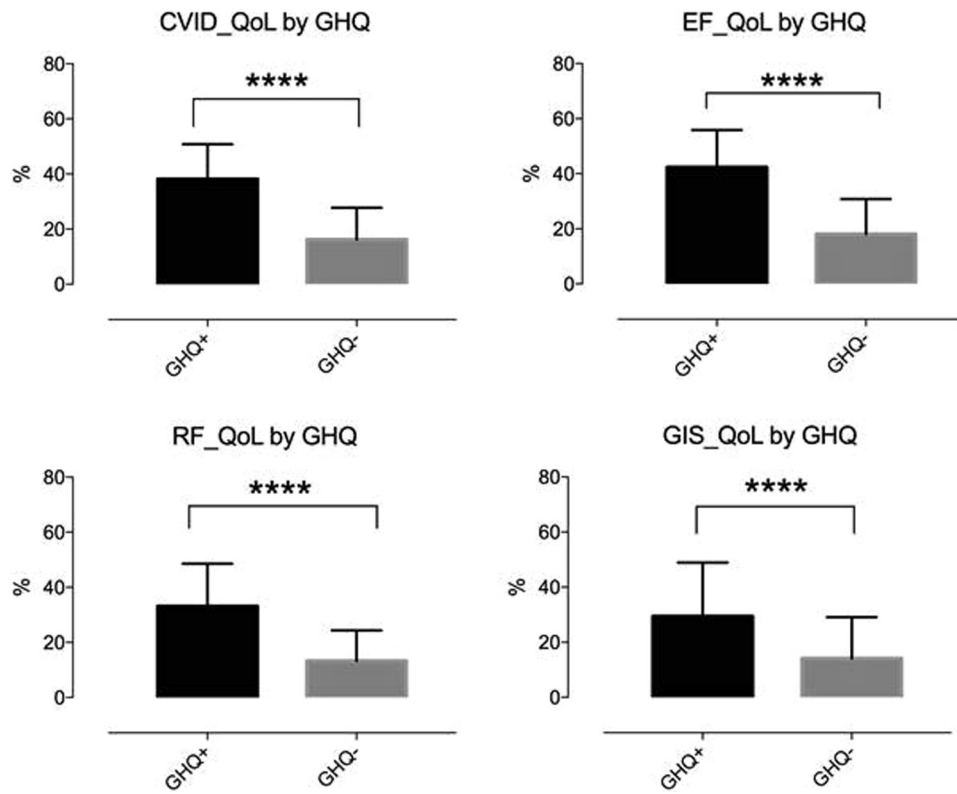 CVID_QoL by GHQ
80
60
40
20
0
%
****
GHQ+
GHQ-
EF_QoL by GHQ
80
60
40
20
0
%
****
GHQ+
GHQ-
RF_QoL by GHQ
80
60
40
20
0
%
****
GHQ+
GHQ-
GIS_QoL by GHQ
80
60
40
20
0
%
****
GHQ+
GHQ-